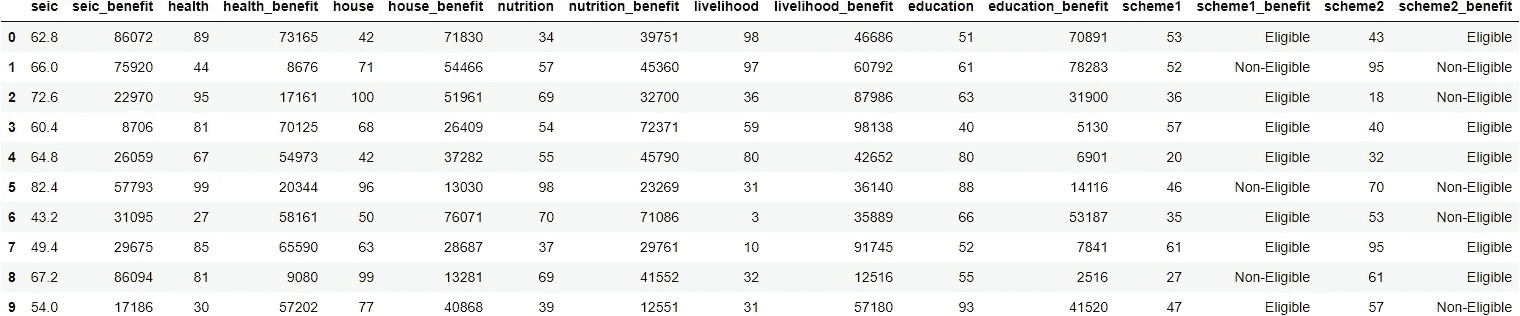 seic seic_benefit health health_benefit house house_benefit nutrition nutrition_benefit livelihood livelihood_benefit education education_benefit scheme1 scheme1_benefit scheme2 scheme2_benefit
0 62.8 86072 89 73165 42 71830 34 39751 98 46686 51 70891 53 Eligible 43 Eligible
1 66.0 75920 44 8676 71 54466 57 45360 97 60792 61 78283 52 Non-Eligible 95 Non-Eligible
2 72.6 22970 95 17161 100 51961 69 32700 36 87986 63 31900 36 Eligible 18 Non-Eligible
3 60.4 8706 81 70125 68 26409 54 72371 59 98138 40 5130 57 Eligible 40 Eligible
4 64.8 26059 67 54973 42 37282 55 45790 80 42652 80 6901 20 Eligible 32 Eligible
5 82.4 57793 99 20344 96 13030 98 23269 31 36140 88 14116 46 Non-Eligible 70 Non-Eligible
6 43.2 31095 27 58161 50 76071 70 71086 3 35889 66 53187 35 Eligible 53 Non-Eligible
7 49.4 29675 85 65590 63 28687 37 29761 10 91745 52 7841 61 Eligible 95 Eligible
8 67.2 86094 81 9080 99 13281 69 41552 32 12516 55 2516 27 Non-Eligible 61 Eligible
9 54.0 17186 30 57202 77 40868 39 12551 31 57180 93 41520 47 Eligible 57 Non-Eligible